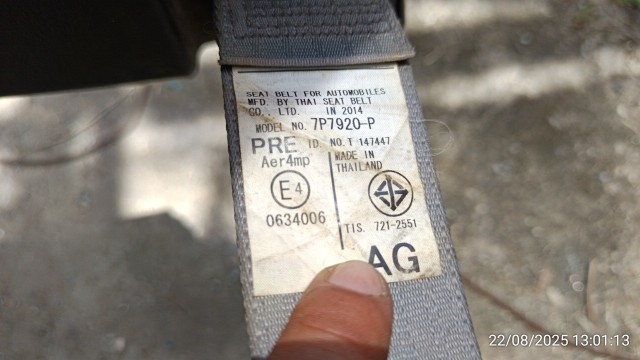 SEAT BELT FOR AUTOMOBILES
MFD. BY THAI SEAT BELT
CO., LTD. IN 2014
MODEL NO. 7P7920-P
PRE ID. NO.T 147447
Aer4mp
MADE IN
THAILAND
E4
0634006
TIS. 721-2551
AG
22/08/2025 13:01:13